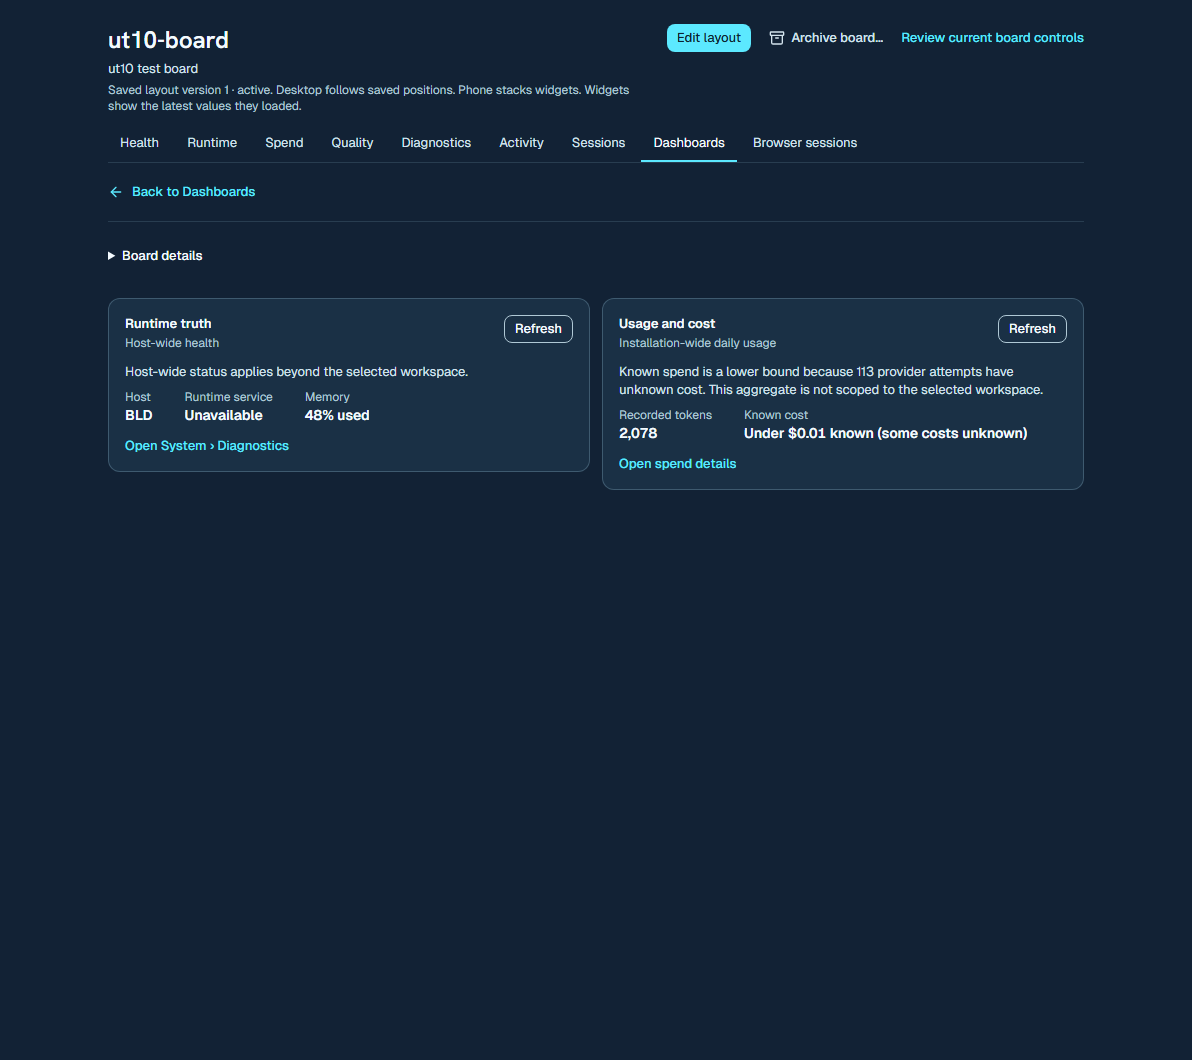 ut10-board
Edit layout
Archive board...
Review current board controls
ut10 test board
Saved layout version 1 · active. Desktop follows saved positions. Phone stacks widgets. Widgets
show the latest values they loaded.
Health Runtime Spend Quality Diagnostics Activity Sessions Dashboards Browser sessions
← Back to Dashboards
▶ Board details
Runtime truth
Refresh
Host-wide health
Host-wide status applies beyond the selected workspace.
Host Runtime service Memory
BLD Unavailable 48% used
Open System › Diagnostics
Usage and cost
Refresh
Installation-wide daily usage
Known spend is a lower bound because 113 provider attempts have
unknown cost. This aggregate is not scoped to the selected workspace.
Recorded tokens Known cost
2,078 Under $0.01 known (some costs unknown)
Open spend details